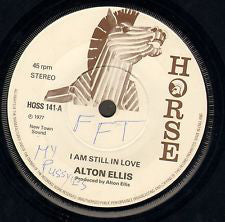 45 rpm
STEREO
HOSS 141-A
℗ 1977
New Town
Sound
HORSE
FFT
MY
I AM STILL IN LOVE
ALTON ELLIS
Produced by Alton Ellis